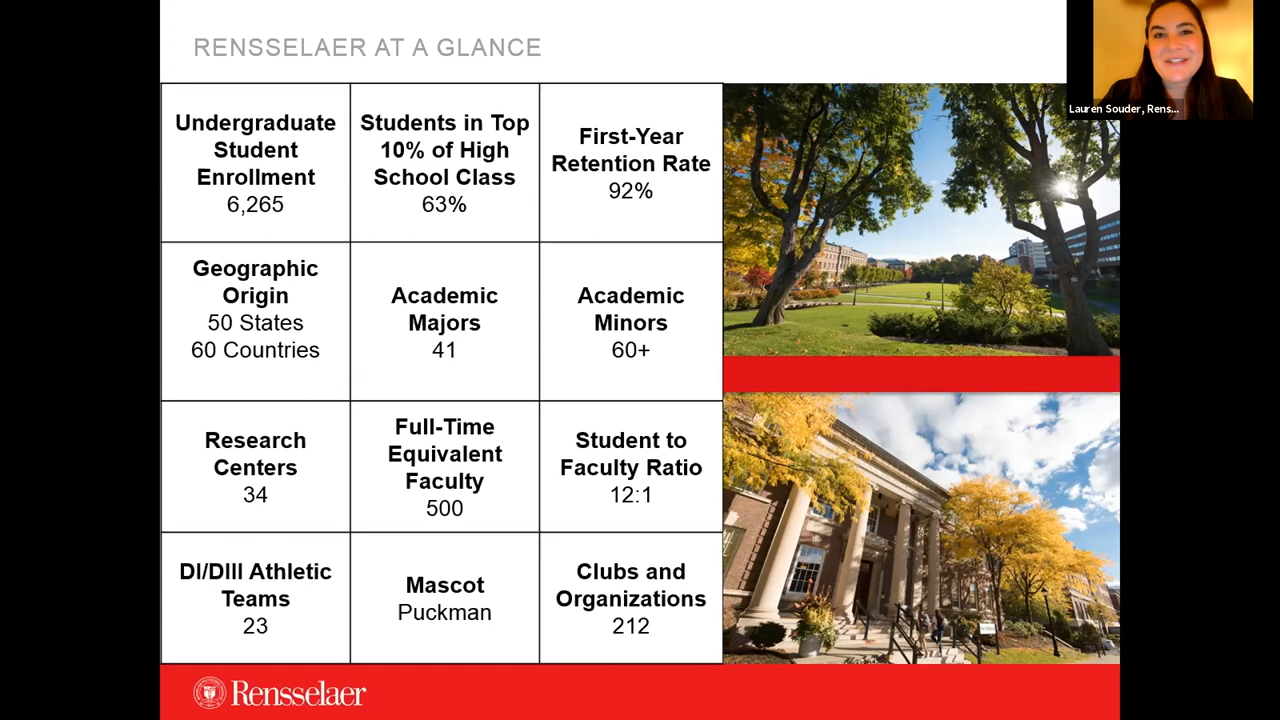 RENSSELAER AT A GLANCE
Lauren Souder, Rens...
Undergraduate
Student
Enrollment
6,265
Students in Top
10% of High
School Class
63%
First-Year
Retention Rate
92%
Geographic
Origin
50 States
60 Countries
Academic
Majors
41
Academic
Minors
60+
Research
Centers
34
Full-Time
Equivalent
Faculty
500
Student to
Faculty Ratio
12:1
DI/DIII Athletic
Teams
23
Mascot
Puckman
Clubs and
Organizations
212
Rensselaer